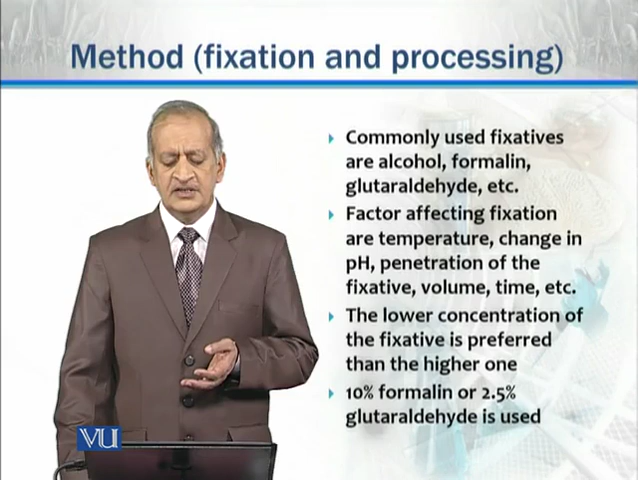 Method (fixation and processing)
Commonly used fixatives
are alcohol, formalin,
glutaraldehyde, etc.
Factor affecting fixation
are temperature, change in
pH, penetration of the
fixative, volume, time, etc.
The lower concentration of
the fixative is preferred
than the higher one
10% formalin or 2.5%
glutaraldehyde is used
VU